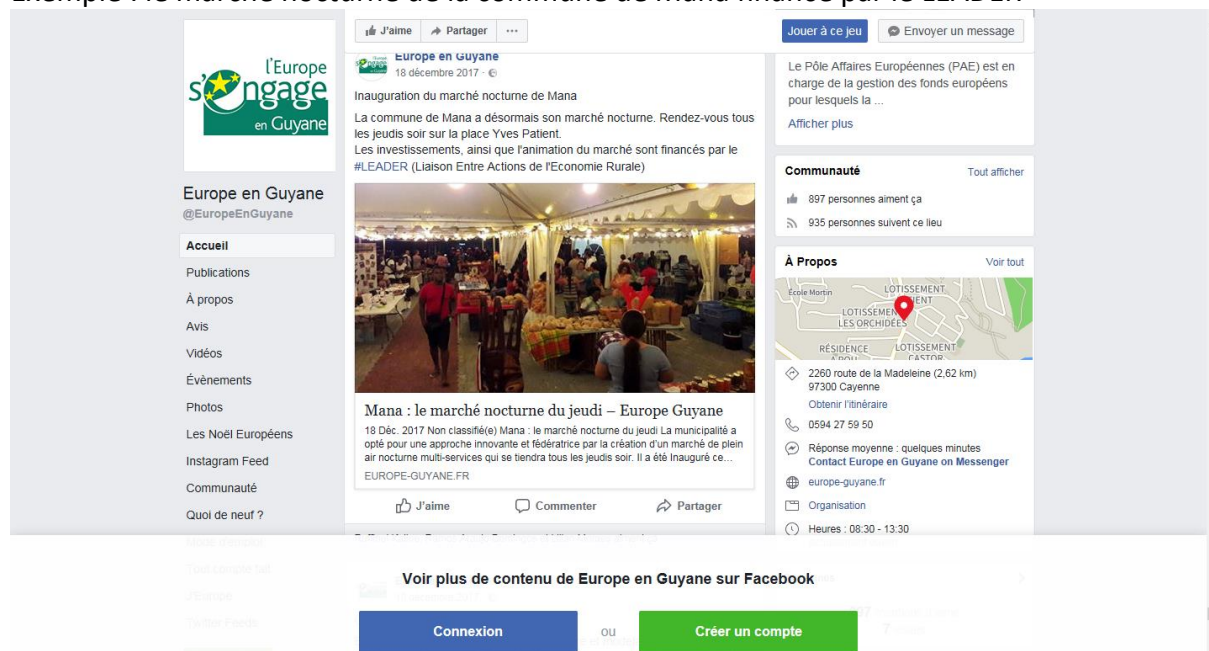 Exemple : le marché nocturne de la commune de Mana financé par le LEADER
J'aime Partager ...
Jouer à ce jeu Envoyer un message
l'Europe
s'engage
en Guyane
Europe en Guyane
@EuropeEnGuyane
Accueil
Publications
À propos
Avis
Vidéos
Évènements
Photos
Les Noël Européens
Instagram Feed
Communauté
Quoi de neuf ?
Europe en Guyane
18 décembre 2017
Inauguration du marché nocturne de Mana
La commune de Mana a désormais son marché nocturne. Rendez-vous tous
les jeudis soir sur la place Yves Patient.
Les investissements, ainsi que l'animation du marché sont financés par le
#LEADER (Liaison Entre Actions de l'Economie Rurale)
Mana : le marché nocturne du jeudi – Europe Guyane
18 Déc. 2017 Non classifié(e) Mana : le marché nocturne du jeudi La municipalité a
opté pour une approche innovante et fédératrice par la création d'un marché de plein
air nocturne multi-services qui se tiendra tous les jeudis soir. Il a été Inauguré ce...
EUROPE-GUYANE.FR
J'aime Commenter Partager
Le Pôle Affaires Européennes (PAE) est en
charge de la gestion des fonds européens
pour lesquels la ...
Afficher plus
Communauté Tout afficher
897 personnes aiment ça
935 personnes suivent ce lieu
À Propos Voir tout
École Mortin
LOTISSEMENT
LOTISSEMENT
LES ORCHIDÉES
RÉSIDENCE
LOTISSEMENT
CASTOR
2260 route de la Madeleine (2,62 km)
97300 Cayenne
Obtenir l'itinéraire
0594 27 59 50
Réponse moyenne : quelques minutes
Contact Europe en Guyane on Messenger
europe-guyane.fr
Organisation
Heures : 08:30 - 13:30
Voir plus de contenu de Europe en Guyane sur Facebook
Connexion ou Créer un compte